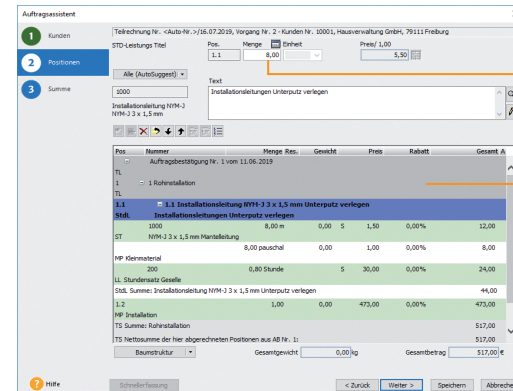 Auftragsassistent
1 Kunden
2 Positionen
3 Summe
Teilrechnung Nr. <Auto-Nr.>/16.07.2019, Vorgang Nr. 2 - Kunden Nr. 10001, Hausverwaltung GmbH, 79111 Freiburg
STD-Leistungs Titel Pos. Menge Einheit Preis/ 1,00
1.1 8,00 5,50
Alle (AutoSuggest)
Text
1000 Installationsleitungen Unterputz verlegen
Installationsleitung NYM-J
NYM-J 3 x 1,5 mm
Pos Nummer Menge Res. Gewicht Preis Rabatt Gesamt A
Auftragsbestätigung Nr. 1 vom 11.06.2019
TL
1 1 Rohinstallation
TL
1.1 1.1 Installationsleitung NYM-J 3 x 1,5 mm Unterputz verlegen
StdL Installationsleitungen Unterputz verlegen
1000 8,00 m 0,00 S 1,50 0,00% 12,00
ST NYM-J 3 x 1,5 mm Mantelleitung
8,00 pauschal 0,00 1,00 0,00% 8,00
MP Kleinmaterial
200 0,80 Stunde S 30,00 0,00% 24,00
LL Stundensatz Geselle
StdL Summe: Installationsleitung NYM-J 3 x 1,5 mm Unterputz verlegen 44,00
1.2 1,00 0,00 473,00 0,00% 473,00
MP Installation
TS Summe: Rohinstallation 517,00
TS Nettosumme der hier abgerechneten Positionen aus AB Nr. 1: 517,00
Baumstruktur Gesamtgewicht 0,00 kg Gesamtbetrag 517,00 €
Hilfe Schnellerfassung < Zurück Weiter > Speichern Abbreche